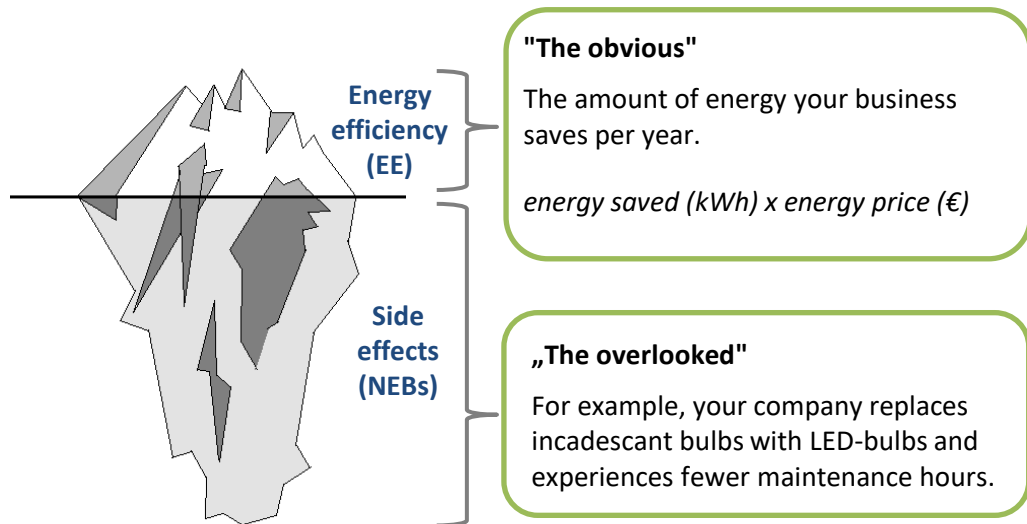 Energy
efficiency
(EE)
"The obvious"
The amount of energy your business
saves per year.
energy saved (kWh) x energy price (€)
Side
effects
(NEBs)
„The overlooked"
For example, your company replaces
incadescant bulbs with LED-bulbs and
experiences fewer maintenance hours.